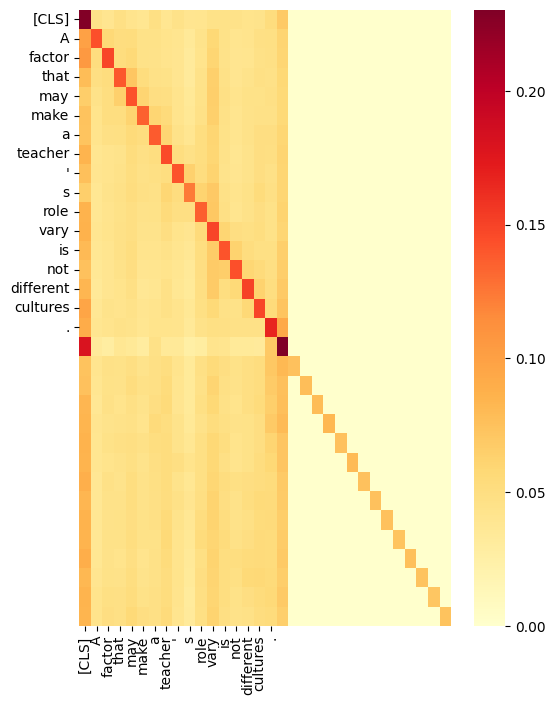 [CLS]
A
factor
that
may
make
a
teacher
'
s
role
vary
is
not
different
cultures
.
0.20
0.15
0.10
0.05
0.00
[CLS]
A
factor
that
may
make
a
teacher
'
s
role
vary
is
not
different
cultures
.